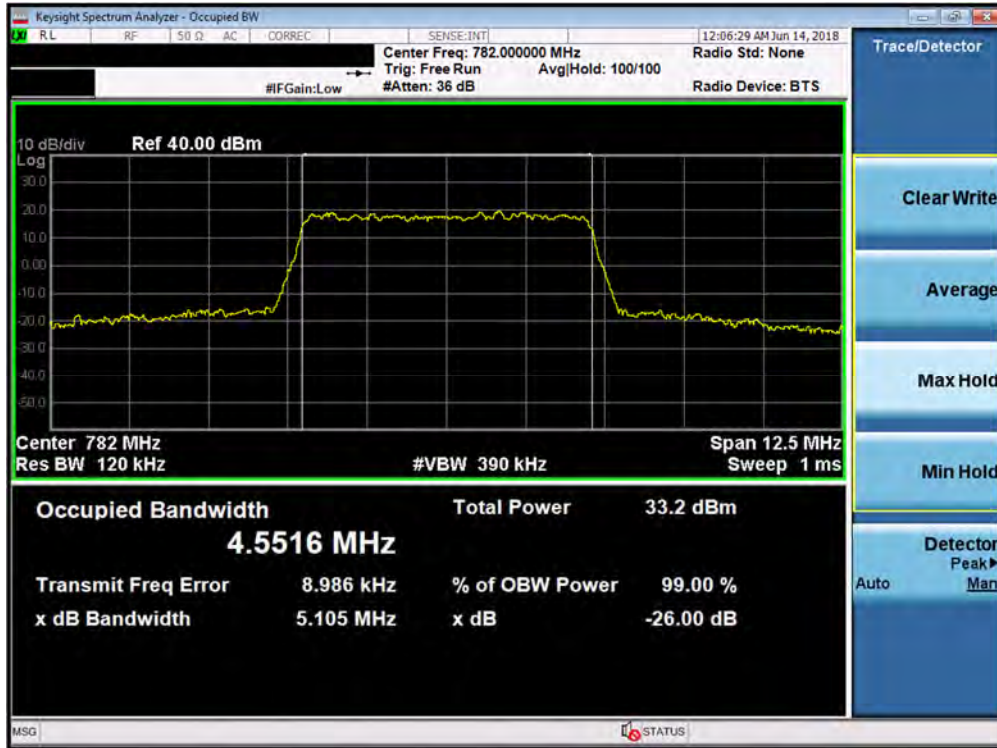 Keysight Spectrum Analyzer - Occupied BW
LXI RL RF 50 Ω AC CORREC SENSE:INT 12:06:29 AM Jun 14, 2018
Center Freq: 782.000000 MHz Radio Std: None
Trig: Free Run Avg|Hold: 100/100
#IFGain:Low #Atten: 36 dB Radio Device: BTS
10 dB/div Ref 40.00 dBm
Log
30.0
20.0
10.0
0.00
-10.0
-20.0
-30.0
-40.0
-50.0
Center 782 MHz Span 12.5 MHz
Res BW 120 kHz #VBW 390 kHz Sweep 1 ms
Occupied Bandwidth Total Power 33.2 dBm
4.5516 MHz
Transmit Freq Error 8.986 kHz % of OBW Power 99.00 %
x dB Bandwidth 5.105 MHz x dB -26.00 dB
MSG STATUS
Trace/Detector
Clear Write
Average
Max Hold
Min Hold
Detector
Peak▶
Auto Man